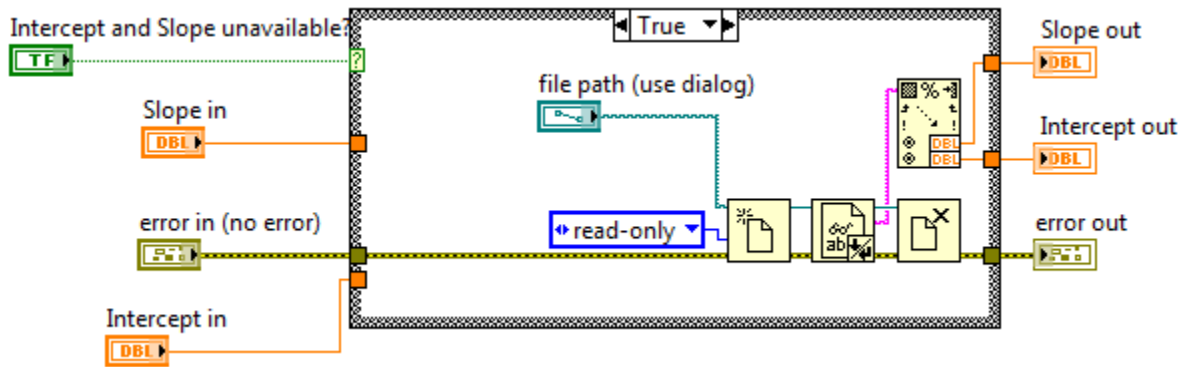 Intercept and Slope unavailable?
TF
?
True
Slope out
DBL
file path (use dialog)
%
Slope in
DBL
Intercept out
DBL
DBL
DBL
error in (no error)
read-only
ab
error out
Intercept in
DBL